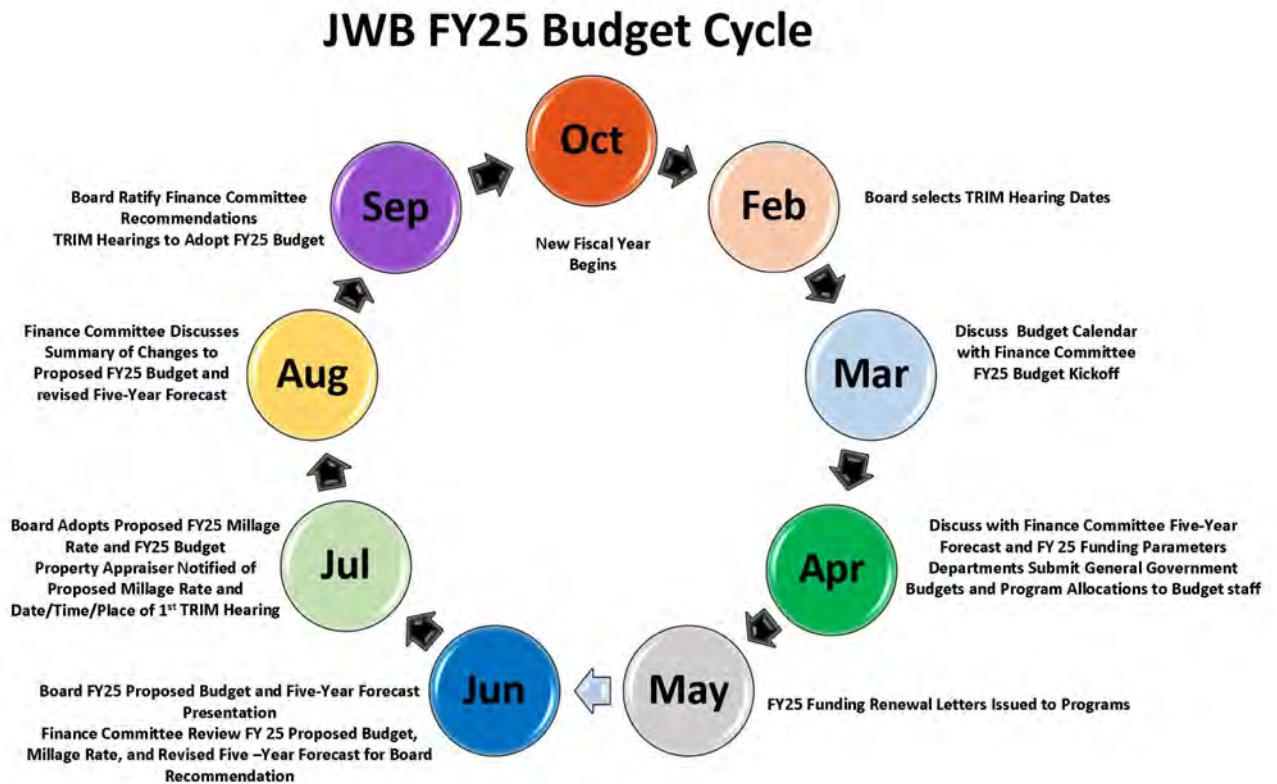 JWB FY25 Budget Cycle
Oct
New Fiscal Year
Begins
Feb
Board selects TRIM Hearing Dates
Mar
Discuss Budget Calendar
with Finance Committee
FY25 Budget Kickoff
Apr
Discuss with Finance Committee Five-Year
Forecast and FY 25 Funding Parameters
Departments Submit General Government
Budgets and Program Allocations to Budget staff
May
FY25 Funding Renewal Letters Issued to Programs
Jun
Board FY25 Proposed Budget and Five-Year Forecast
Presentation
Finance Committee Review FY 25 Proposed Budget,
Millage Rate, and Revised Five –Year Forecast for Board
Recommendation
Jul
Board Adopts Proposed FY25 Millage
Rate and FY25 Budget
Property Appraiser Notified of
Proposed Millage Rate and
Date/Time/Place of 1st TRIM Hearing
Aug
Finance Committee Discusses
Summary of Changes to
Proposed FY25 Budget and
revised Five-Year Forecast
Sep
Board Ratify Finance Committee
Recommendations
TRIM Hearings to Adopt FY25 Budget